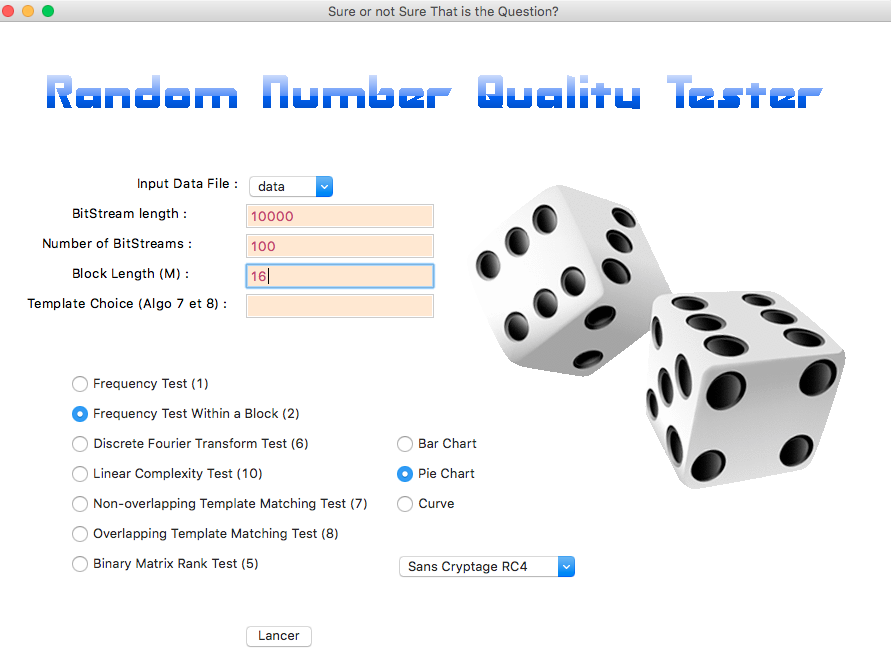 Sure or not Sure That is the Question?
Random Number Quality Tester
Input Data File : data
BitStream length : 10000
Number of BitStreams : 100
Block Length (M) : 16
Template Choice (Algo 7 et 8) :
Frequency Test (1)
Frequency Test Within a Block (2)
Discrete Fourier Transform Test (6) Bar Chart
Linear Complexity Test (10) Pie Chart
Non-overlapping Template Matching Test (7) Curve
Overlapping Template Matching Test (8)
Binary Matrix Rank Test (5) Sans Cryptage RC4
Lancer